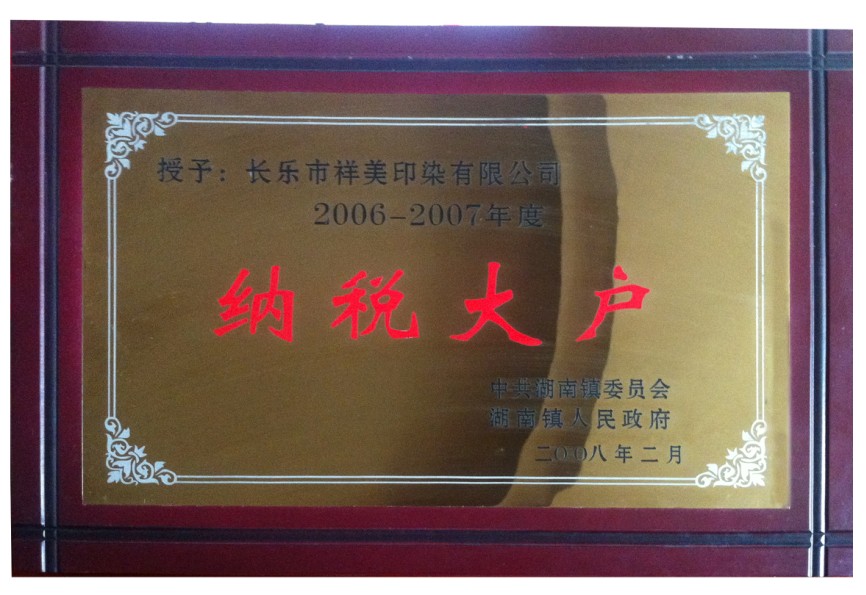 授予：长乐市祥美印染有限公司
2006-2007年度
纳税大户
中共湖南镇委员会
湖南镇人民政府
二〇〇八年二月